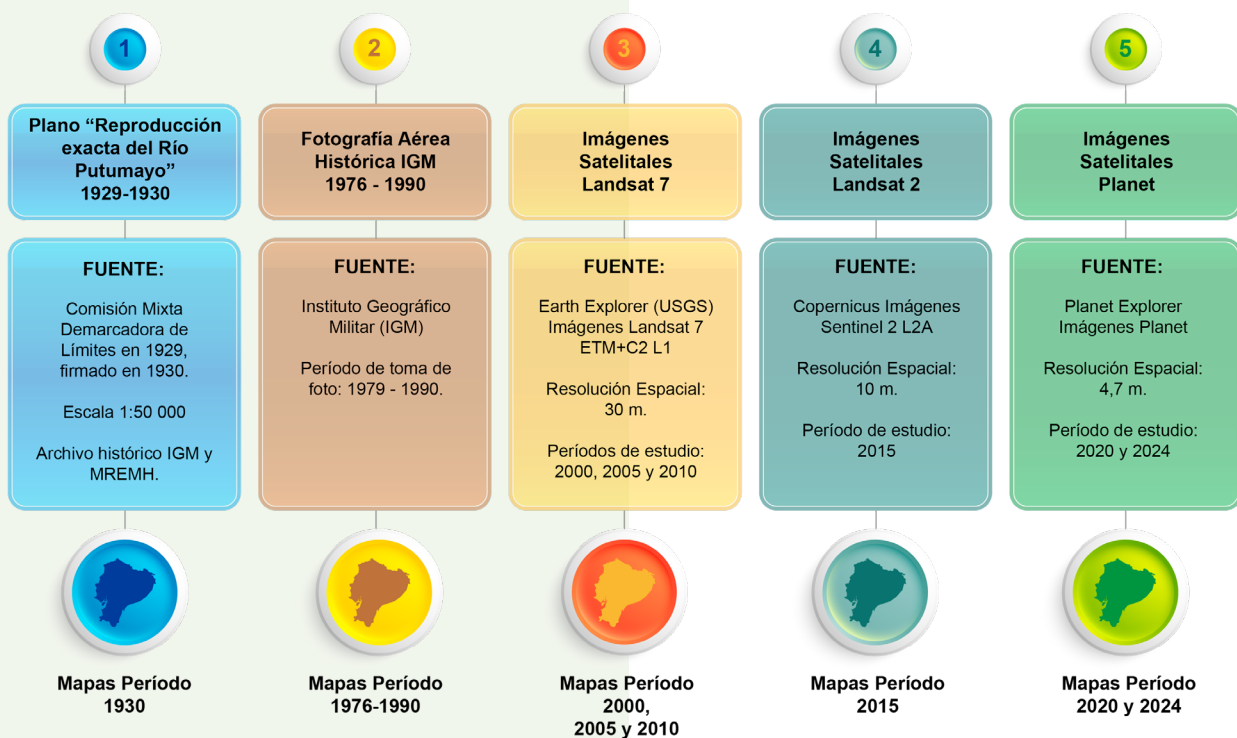 1
Plano “Reproducción
exacta del Río
Putumayo”
1929-1930
FUENTE:
Comisión Mixta
Demarcadora de
Límites en 1929,
firmado en 1930.
Escala 1:50 000
Archivo histórico IGM y
MREMH.
Mapas Período
1930
2
Fotografía Aérea
Histórica IGM
1976 - 1990
FUENTE:
Instituto Geográfico
Militar (IGM)
Período de toma de
foto: 1979 - 1990.
Mapas Período
1976-1990
3
Imágenes
Satelitales
Landsat 7
FUENTE:
Earth Explorer (USGS)
Imágenes Landsat 7
ETM+C2 L1
Resolución Espacial:
30 m.
Períodos de estudio:
2000, 2005 y 2010
Mapas Período
2000,
2005 y 2010
4
Imágenes
Satelitales
Landsat 2
FUENTE:
Copernicus Imágenes
Sentinel 2 L2A
Resolución Espacial:
10 m.
Período de estudio:
2015
Mapas Período
2015
5
Imágenes
Satelitales
Planet
FUENTE:
Planet Explorer
Imágenes Planet
Resolución Espacial:
4,7 m.
Período de estudio:
2020 y 2024
Mapas Período
2020 y 2024